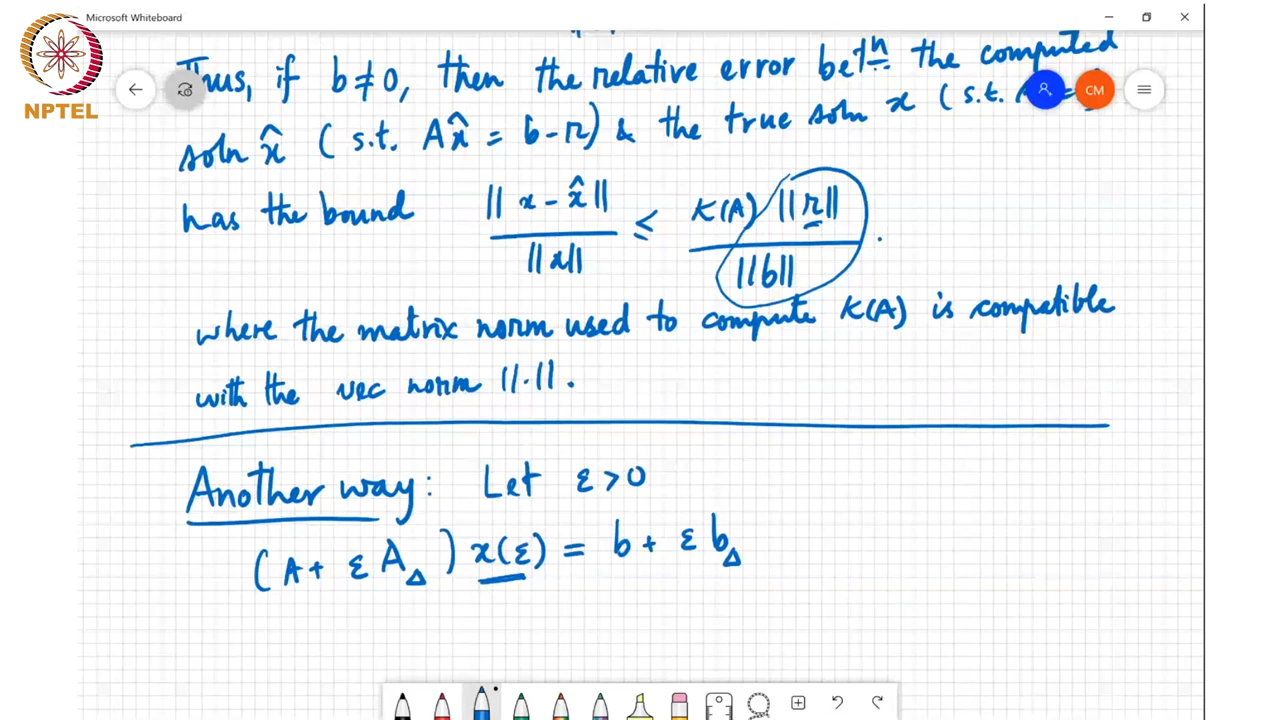 Microsoft Whiteboard
NPTEL
Thus, if b ≠ 0, then the relative error betn the computed
soln x̂ ( s.t. Ax̂ = b - r) & the true soln x ( s.t.
CM
has the bound ||x - x̂|| / ||x|| ≤ K(A) ||r|| / ||b|| .
where the matrix norm used to compute K(A) is compatible
with the vec norm ||·||.
Another way: Let ε > 0
(A + ε A_Δ) x(ε) = b + ε b_Δ